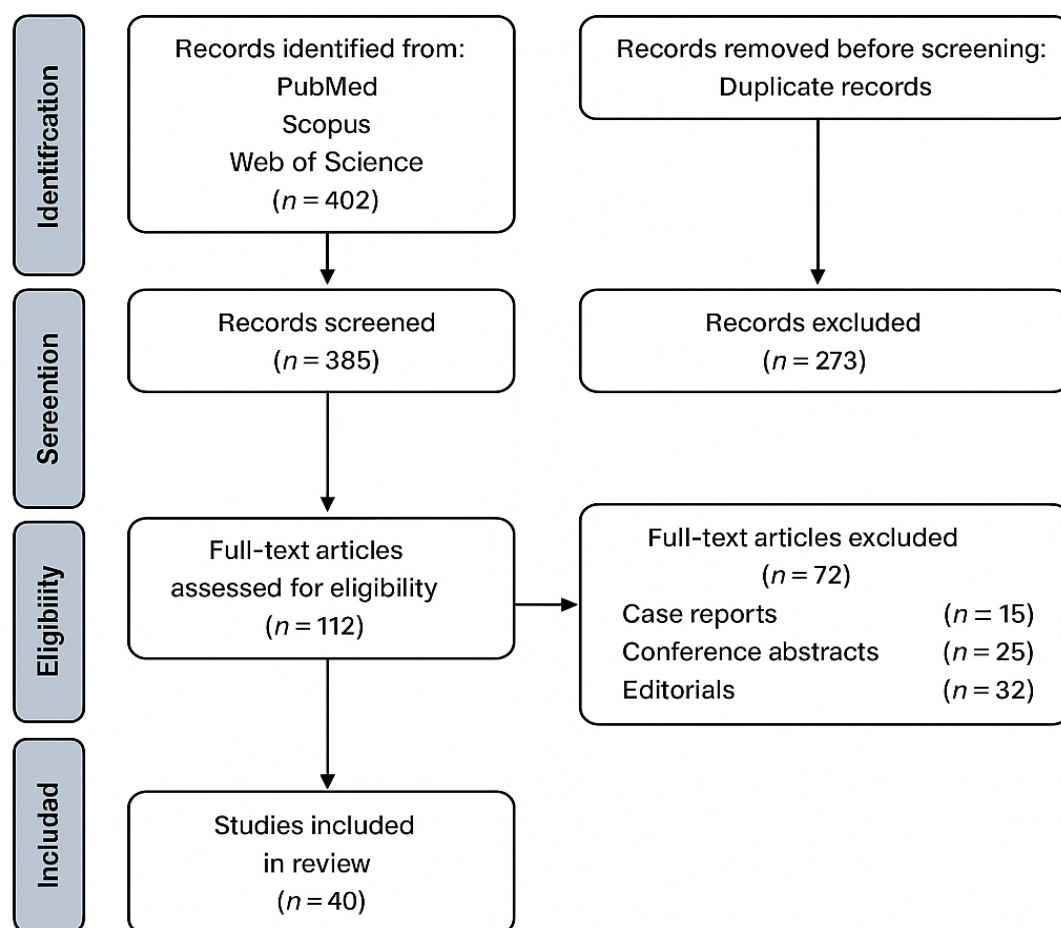 Identifrcation
Records identified from:
PubMed
Scopus
Web of Science
(n = 402)
Records removed before screening:
Duplicate records
Sereention
Records screened
(n = 385)
Records excluded
(n = 273)
Eligibiiity
Full-text articles
assessed for eligibility
(n = 112)
Full-text articles excluded
(n = 72)
Case reports (n = 15)
Conference abstracts (n = 25)
Editorials (n = 32)
Includad
Studies included
in review
(n = 40)